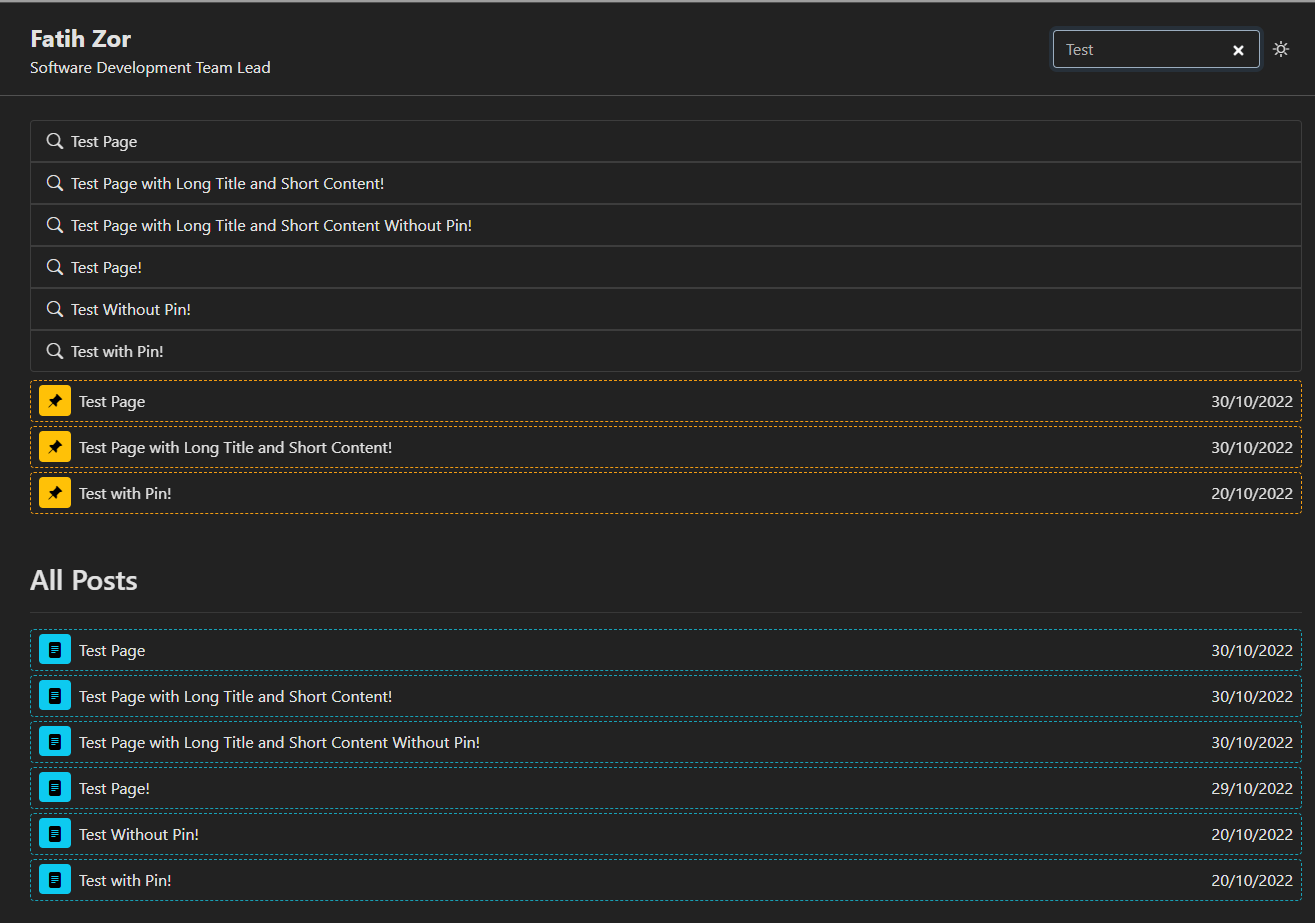 Fatih Zor
Software Development Team Lead
Test
Test Page
Test Page with Long Title and Short Content!
Test Page with Long Title and Short Content Without Pin!
Test Page!
Test Without Pin!
Test with Pin!
Test Page 30/10/2022
Test Page with Long Title and Short Content! 30/10/2022
Test with Pin! 20/10/2022
All Posts
Test Page 30/10/2022
Test Page with Long Title and Short Content! 30/10/2022
Test Page with Long Title and Short Content Without Pin! 30/10/2022
Test Page! 29/10/2022
Test Without Pin! 20/10/2022
Test with Pin! 20/10/2022